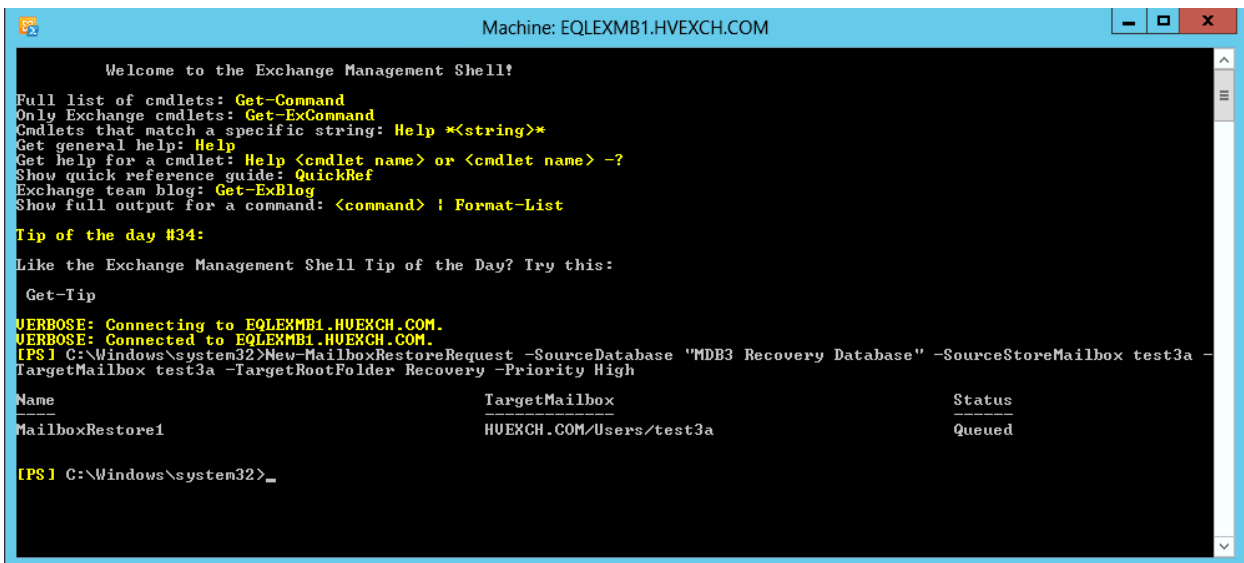 Machine: EQLEXMB1.HVEXCH.COM
Welcome to the Exchange Management Shell!
Full list of cmdlets: Get-Command
Only Exchange cmdlets: Get-ExCommand
Cmdlets that match a specific string: Help *<string>*
Get general help: Help
Get help for a cmdlet: Help <cmdlet name> or <cmdlet name> -?
Show quick reference guide: QuickRef
Exchange team blog: Get-ExBlog
Show full output for a command: <command> | Format-List
Tip of the day #34:
Like the Exchange Management Shell Tip of the Day? Try this:
Get-Tip
VERBOSE: Connecting to EQLEXMB1.HVEXCH.COM.
VERBOSE: Connected to EQLEXMB1.HVEXCH.COM.
[PS] C:\Windows\system32>New-MailboxRestoreRequest -SourceDatabase "MDB3 Recovery Database" -SourceStoreMailbox test3a -
TargetMailbox test3a -TargetRootFolder Recovery -Priority High
Name TargetMailbox Status
---- ------------- ------
MailboxRestore1 HVEXCH.COM/Users/test3a Queued
[PS] C:\Windows\system32>_